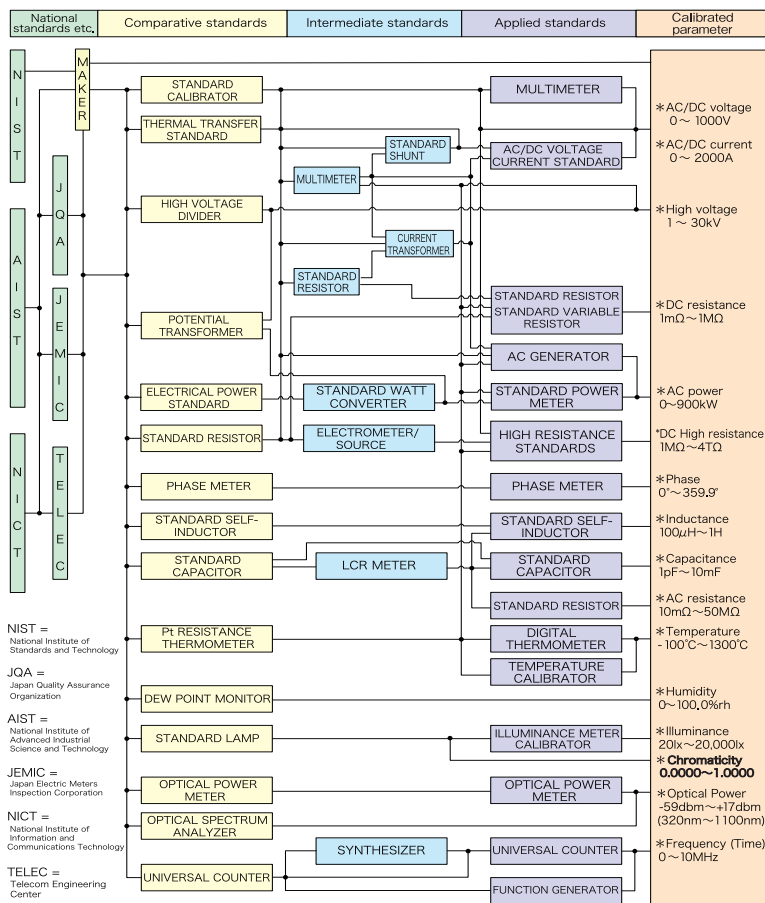 National
standards etc.
Comparative standards
Intermediate standards
Applied standards
Calibrated
parameter
NIST
MAKER
JQA
AIST
JEMIC
NICT
TELEC
STANDARD
CALIBRATOR
THERMAL TRANSFER
STANDARD
HIGH VOLTAGE
DIVIDER
POTENTIAL
TRANSFORMER
ELECTRICAL POWER
STANDARD
STANDARD RESISTOR
PHASE METER
STANDARD SELF-
INDUCTOR
STANDARD
CAPACITOR
Pt RESISTANCE
THERMOMETER
DEW POINT MONITOR
STANDARD LAMP
OPTICAL POWER
METER
OPTICAL SPECTRUM
ANALYZER
UNIVERSAL COUNTER
STANDARD
SHUNT
MULTIMETER
CURRENT
TRANSFORMER
STANDARD
RESISTOR
STANDARD WATT
CONVERTER
ELECTROMETER/
SOURCE
LCR METER
SYNTHESIZER
MULTIMETER
AC/DC VOLTAGE
CURRENT STANDARD
STANDARD RESISTOR
STANDARD VARIABLE
RESISTOR
AC GENERATOR
STANDARD POWER
METER
HIGH RESISTANCE
STANDARDS
PHASE METER
STANDARD SELF-
INDUCTOR
STANDARD
CAPACITOR
STANDARD RESISTOR
DIGITAL
THERMOMETER
TEMPERATURE
CALIBRATOR
ILLUMINANCE METER
CALIBRATOR
OPTICAL POWER
METER
UNIVERSAL COUNTER
FUNCTION GENERATOR
*AC/DC voltage
0～1000V
*AC/DC current
0～2000A
*High voltage
1～30kV
*DC resistance
1mΩ～1MΩ
*AC power
0～900kW
*DC High resistance
1MΩ～4TΩ
*Phase
0°～359.9°
*Inductance
100μH～1H
*Capacitance
1pF～10mF
*AC resistance
10mΩ～50MΩ
*Temperature
-100℃～1300℃
*Humidity
0～100.0%rh
*Illuminance
20lx～20,000lx
*Chromaticity
0.0000～1.0000
*Optical Power
-59dbm～+17dbm
(320nm～1100nm)
*Frequency (Time)
0～10MHz
NIST =
National Institute of
Standards and Technology
JQA =
Japan Quality Assurance
Organization
AIST =
National Institute of
Advanced Industrial
Science and Technology
JEMIC =
Japan Electric Meters
Inspection Corporation
NICT =
National Institute of
Information and
Communications Technology
TELEC =
Telecom Engineering
Center